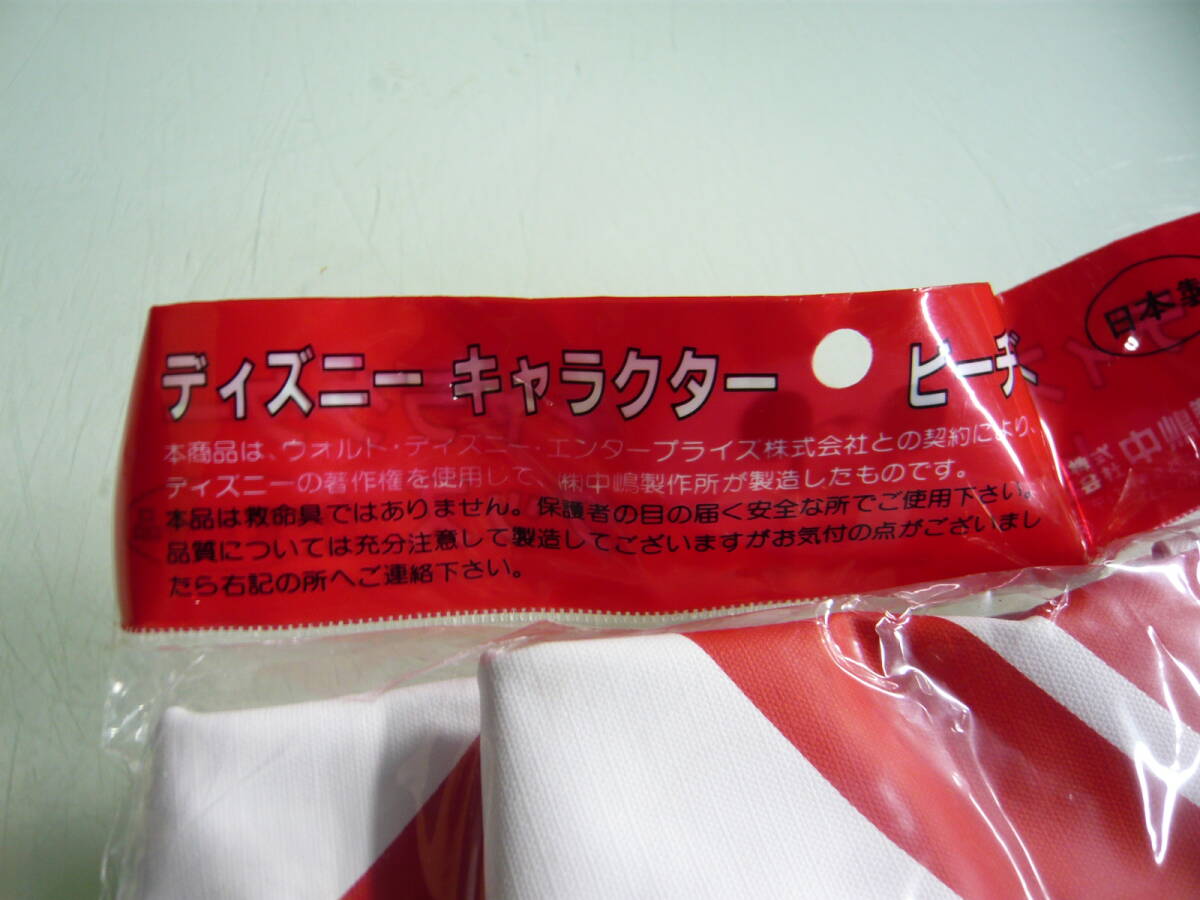 ディズニー キャラクター ビーチ
本商品は、ウォルト・ディズニー・エンタープライズ株式会社との契約により、
ディズニーの著作権を使用して、㈱中嶋製作所が製造したものです。
本品は救命具ではありません。保護者の目の届く安全な所でご使用下さい。
品質については充分注意して製造してございますがお気付の点がございまし
たら右記の所へご連絡下さい。
日本製
株式会社 中嶋